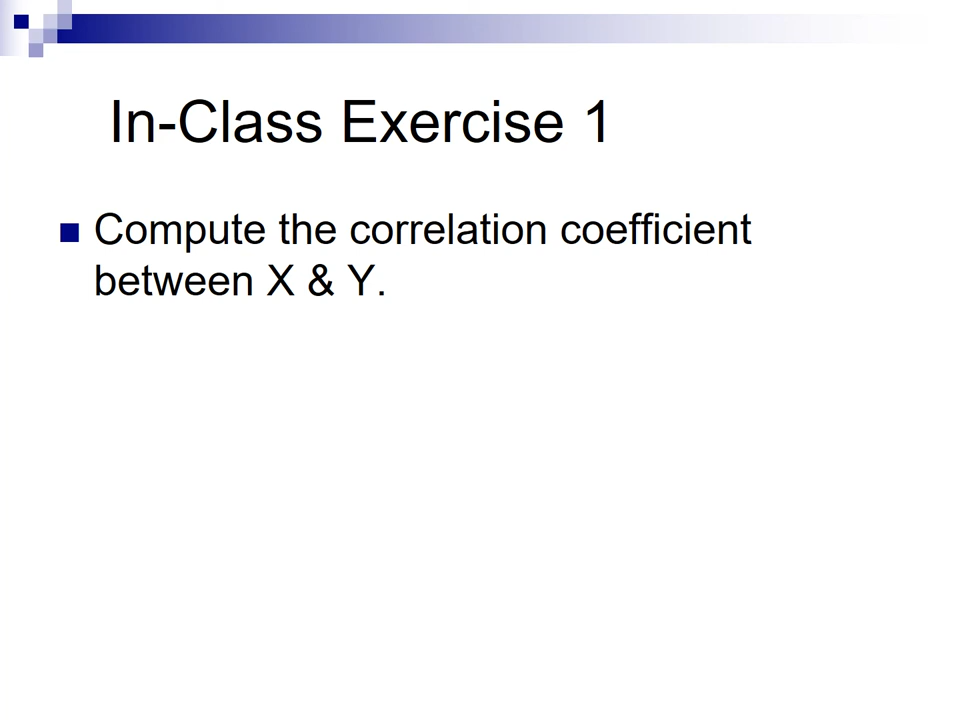 In-Class Exercise 1
Compute the correlation coefficient
between X & Y.